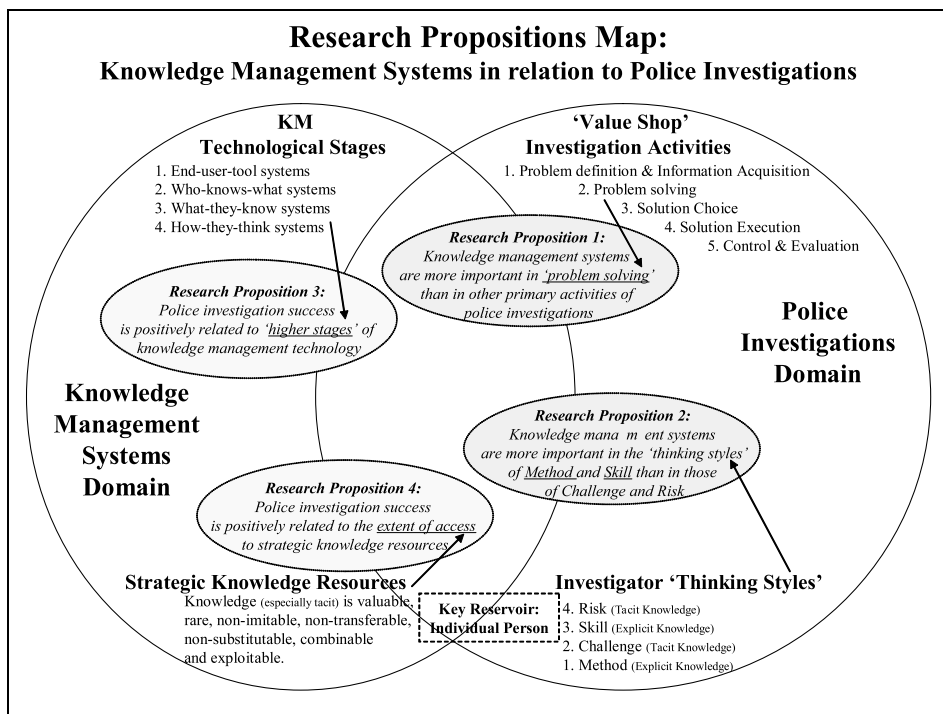 Research Propositions Map:
Knowledge Management Systems in relation to Police Investigations
KM
Technological Stages
1. End-user-tool systems
2. Who-knows-what systems
3. What-they-know systems
4. How-they-think systems
‘Value Shop’
Investigation Activities
1. Problem definition & Information Acquisition
2. Problem solving
3. Solution Choice
4. Solution Execution
5. Control & Evaluation
Research Proposition 1:
Knowledge management systems
are more important in ‘problem solving’
than in other primary activities of
police investigations
Research Proposition 3:
Police investigation success
is positively related to ‘higher stages’ of
knowledge management technology
Police
Investigations
Domain
Knowledge
Management
Systems
Domain
Research Proposition 2:
Knowledge mana m ent systems
are more important in the ‘thinking styles’
of Method and Skill than in those
of Challenge and Risk
Research Proposition 4:
Police investigation success
is positively related to the extent of access
to strategic knowledge resources
Strategic Knowledge Resources
Knowledge (especially tacit) is valuable,
rare, non-imitable, non-transferable,
non-substitutable, combinable
and exploitable.
Key Reservoir:
Individual Person
Investigator ‘Thinking Styles’
4. Risk (Tacit Knowledge)
3. Skill (Explicit Knowledge)
2. Challenge (Tacit Knowledge)
1. Method (Explicit Knowledge)